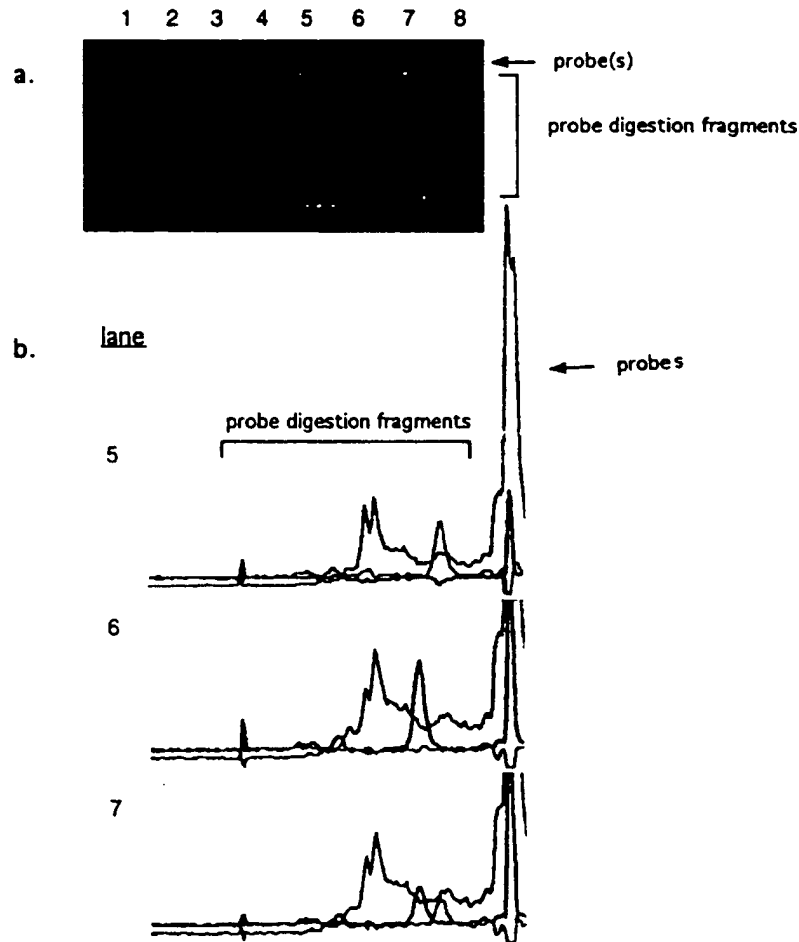 1 2 3 4 5 6 7 8
a.
probe(s)
probe digestion fragments
b.
lane
probes
probe digestion fragments
5
6
7